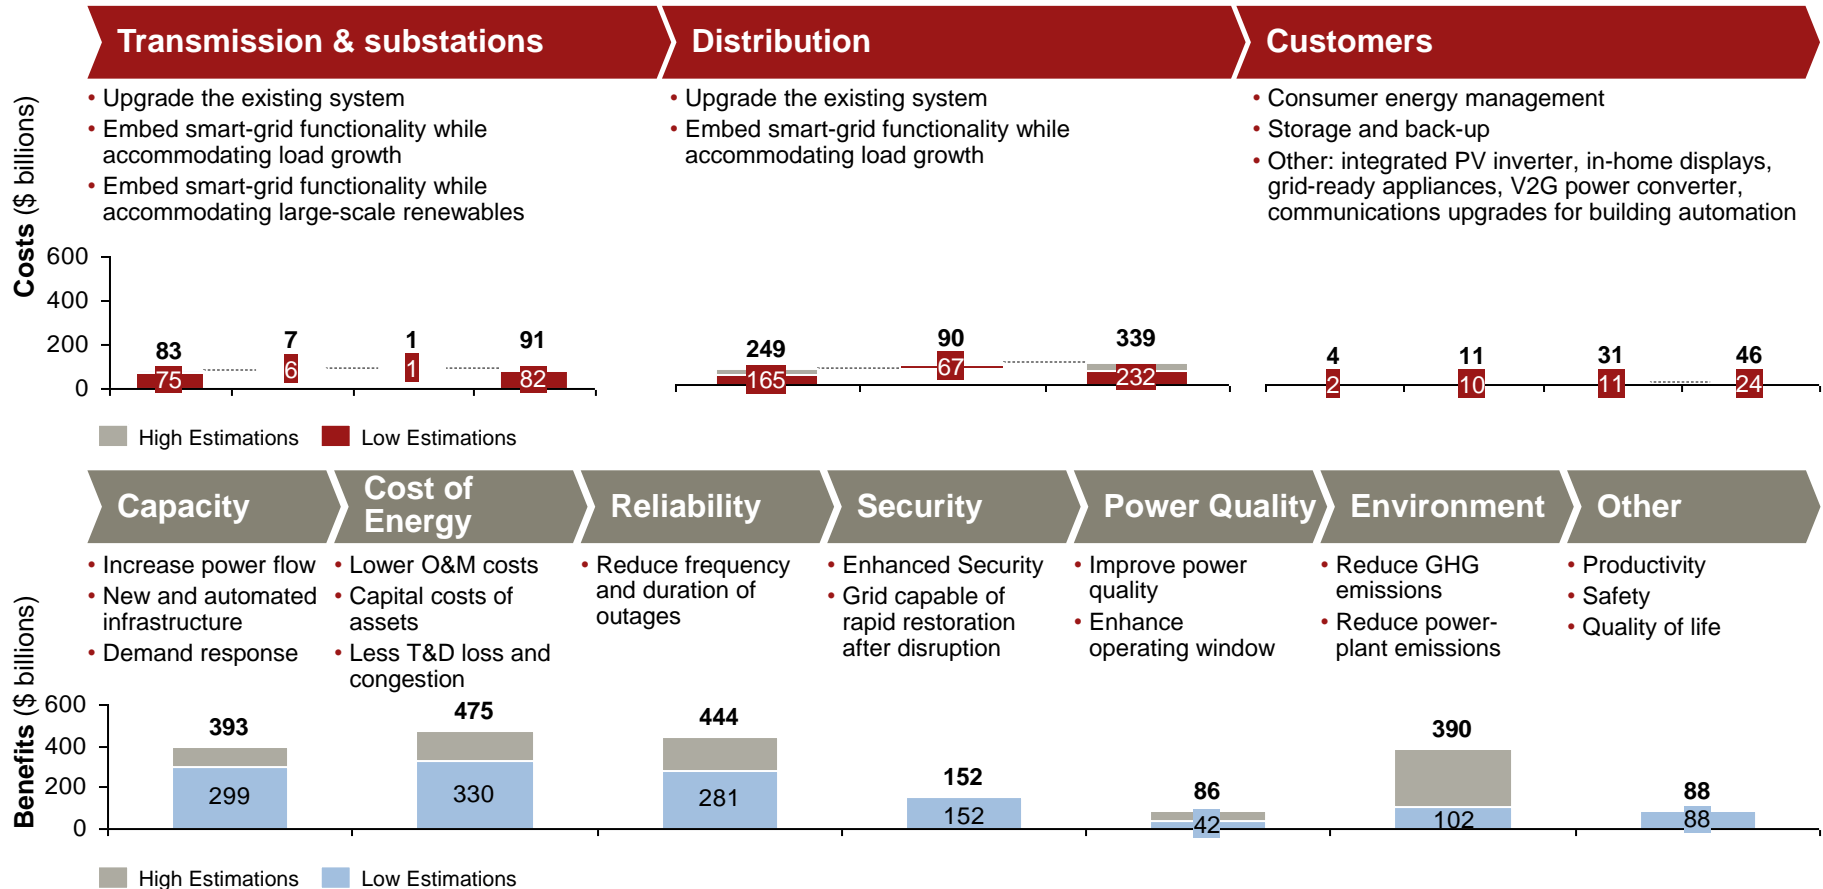 Transmission & substations
Distribution
Customers
• Upgrade the existing system
• Embed smart-grid functionality while
accommodating load growth
• Embed smart-grid functionality while
accommodating large-scale renewables
• Upgrade the existing system
• Embed smart-grid functionality while
accommodating load growth
• Consumer energy management
• Storage and back-up
• Other: integrated PV inverter, in-home displays,
grid-ready appliances, V2G power converter,
communications upgrades for building automation
Costs ($ billions)
600
400
200
0
83
75
7
6
1
1
91
82
249
165
90
67
339
232
4
2
11
10
31
11
46
24
High Estimations
Low Estimations
Capacity
Cost of
Energy
Reliability
Security
Power Quality
Environment
Other
• Increase power flow
• New and automated
infrastructure
• Demand response
• Lower O&M costs
• Capital costs of
assets
• Less T&D loss and
congestion
• Reduce frequency
and duration of
outages
• Enhanced Security
• Grid capable of
rapid restoration
after disruption
• Improve power
quality
• Enhance
operating window
• Reduce GHG
emissions
• Reduce power-
plant emissions
• Productivity
• Safety
• Quality of life
Benefits ($ billions)
600
400
200
0
393
299
475
330
444
281
152
152
86
42
390
102
88
88
High Estimations
Low Estimations